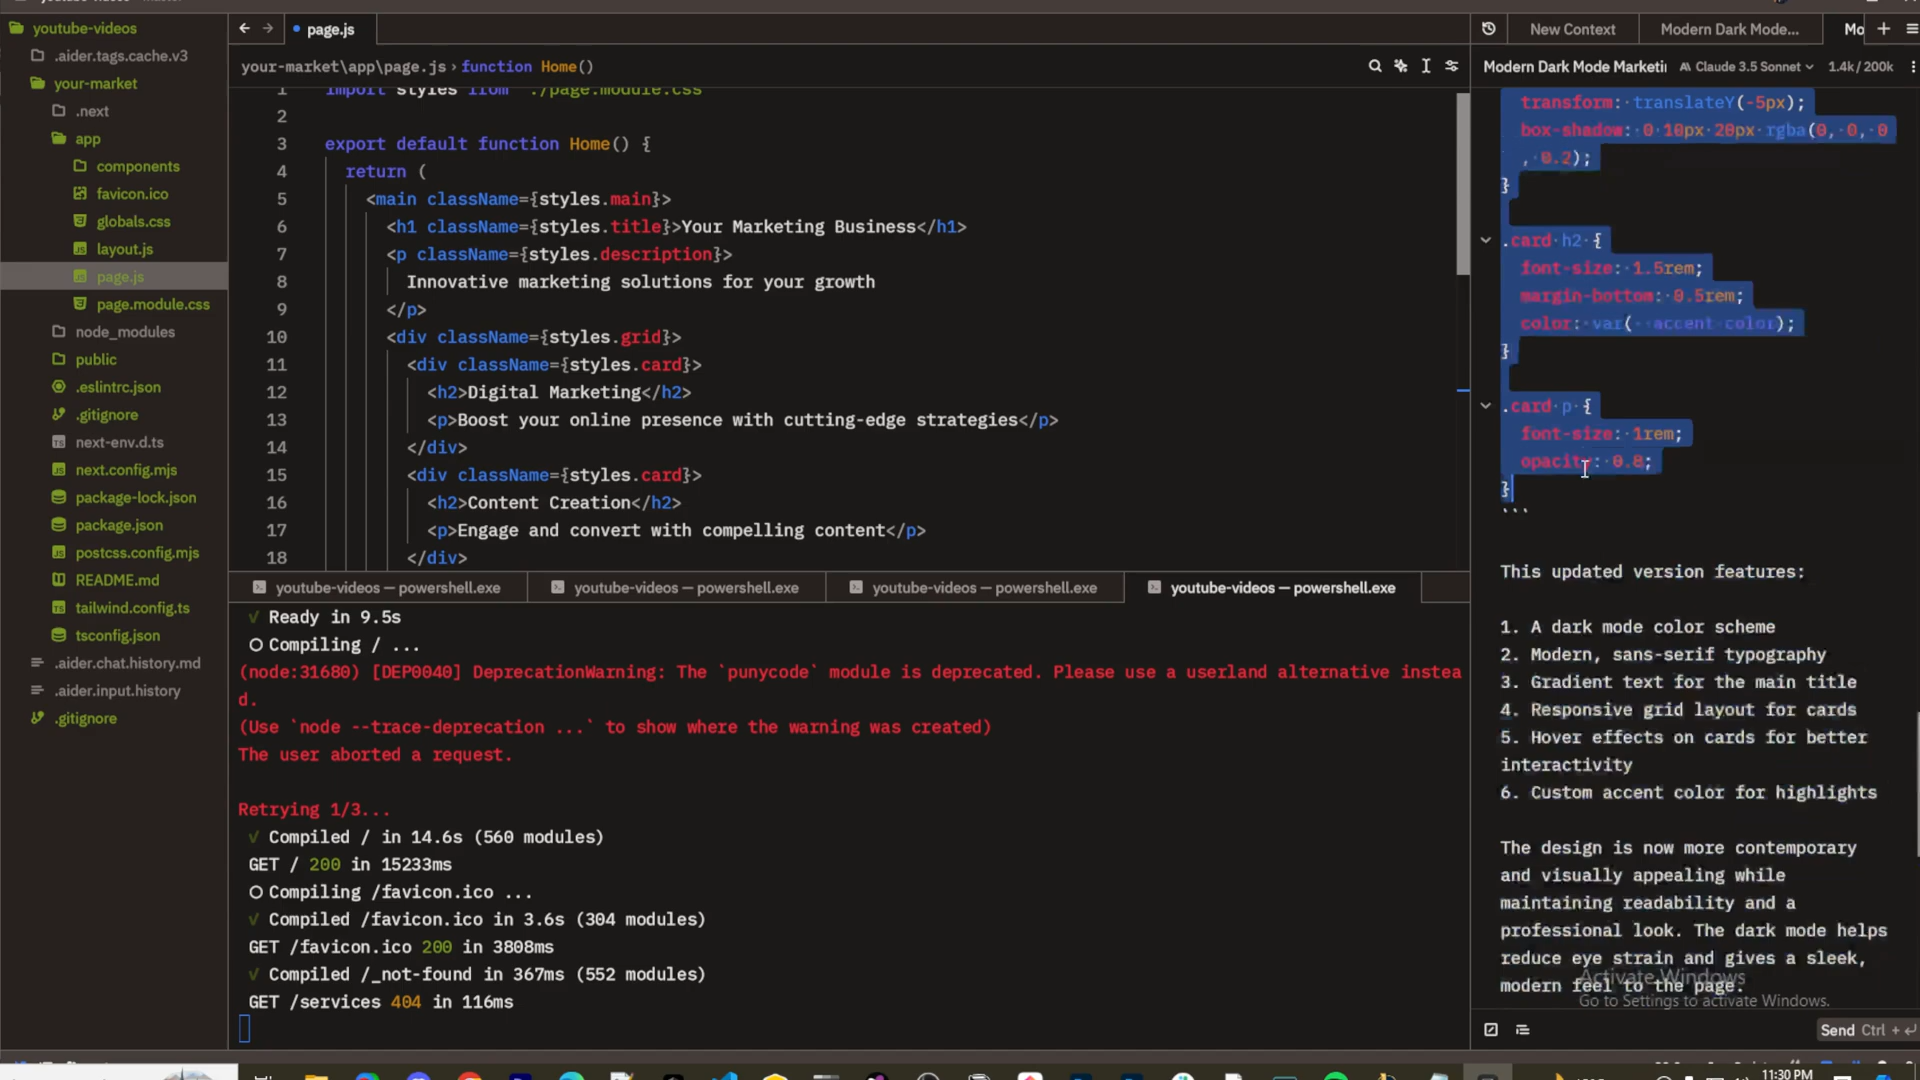 youtube-videos
.aider.tags.cache.v3
your-market
.next
app
components
favicon.ico
globals.css
layout.js
page.js
page.module.css
node_modules
public
.eslintrc.json
.gitignore
next-env.d.ts
next.config.mjs
package-lock.json
package.json
postcss.config.mjs
README.md
tailwind.config.ts
tsconfig.json
.aider.chat.history.md
.aider.input.history
.gitignore
page.js
your-market\app\page.js › function Home()
1 import styles from "./page.module.css
2
3 export default function Home() {
4 return (
5 <main className={styles.main}>
6 <h1 className={styles.title}>Your Marketing Business</h1>
7 <p className={styles.description}>
8 Innovative marketing solutions for your growth
9 </p>
10 <div className={styles.grid}>
11 <div className={styles.card}>
12 <h2>Digital Marketing</h2>
13 <p>Boost your online presence with cutting-edge strategies</p>
14 </div>
15 <div className={styles.card}>
16 <h2>Content Creation</h2>
17 <p>Engage and convert with compelling content</p>
18 </div>
youtube-videos — powershell.exe
youtube-videos — powershell.exe
youtube-videos — powershell.exe
youtube-videos — powershell.exe
✓ Ready in 9.5s
○ Compiling / ...
(node:31680) [DEP0040] DeprecationWarning: The `punycode` module is deprecated. Please use a userland alternative instea
d.
(Use `node --trace-deprecation ...` to show where the warning was created)
The user aborted a request.
Retrying 1/3...
✓ Compiled / in 14.6s (560 modules)
GET / 200 in 15233ms
○ Compiling /favicon.ico ...
✓ Compiled /favicon.ico in 3.6s (304 modules)
GET /favicon.ico 200 in 3808ms
✓ Compiled /_not-found in 367ms (552 modules)
GET /services 404 in 116ms
New Context
Modern Dark Mode...
Mo
Modern Dark Mode Marketin
Claude 3.5 Sonnet
1.4k/200k
transform: translateY(-5px);
box-shadow: 0 10px 20px rgba(0, 0, 0
, 0.2);
}
.card h2 {
font-size: 1.5rem;
margin-bottom: 0.5rem;
color: var(--accent-color);
}
.card p {
font-size: 1rem;
opacity: 0.8;
}
```
This updated version features:
1. A dark mode color scheme
2. Modern, sans-serif typography
3. Gradient text for the main title
4. Responsive grid layout for cards
5. Hover effects on cards for better
interactivity
6. Custom accent color for highlights
The design is now more contemporary
and visually appealing while
maintaining readability and a
professional look. The dark mode helps
reduce eye strain and gives a sleek,
modern feel to the page.
Activate Windows
Go to Settings to activate Windows.
Send Ctrl + ↵
11:30 PM